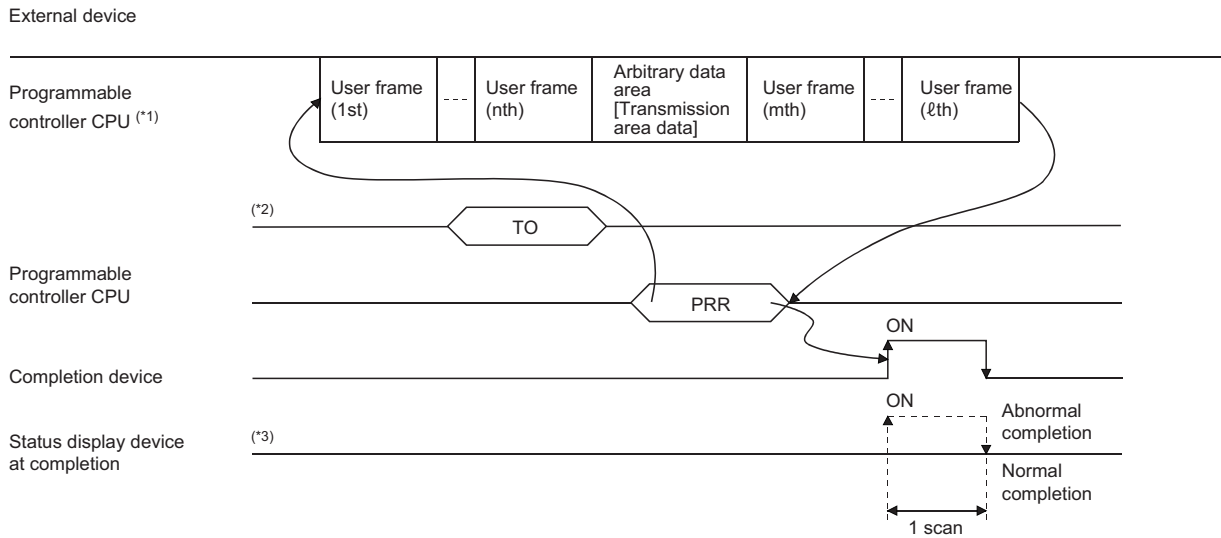 External device
Programmable
controller CPU (*1)
User frame
(1st)
User frame
(nth)
Arbitrary data
area
[Transmission
area data]
User frame
(mth)
User frame
(ℓth)
(*2)
TO
Programmable
controller CPU
PRR
ON
Completion device
ON
Abnormal
completion
Status display device
at completion
(*3)
Normal
completion
1 scan